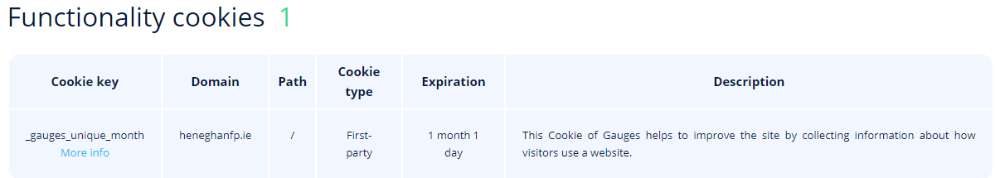 Functionality cookies 1
Cookie key Domain Path Cookie type Expiration Description
_gauges_unique_month
More info
heneghanfp.ie
/
First-
party
1 month 1
day
This Cookie of Gauges helps to improve the site by collecting information about how
visitors use a website.